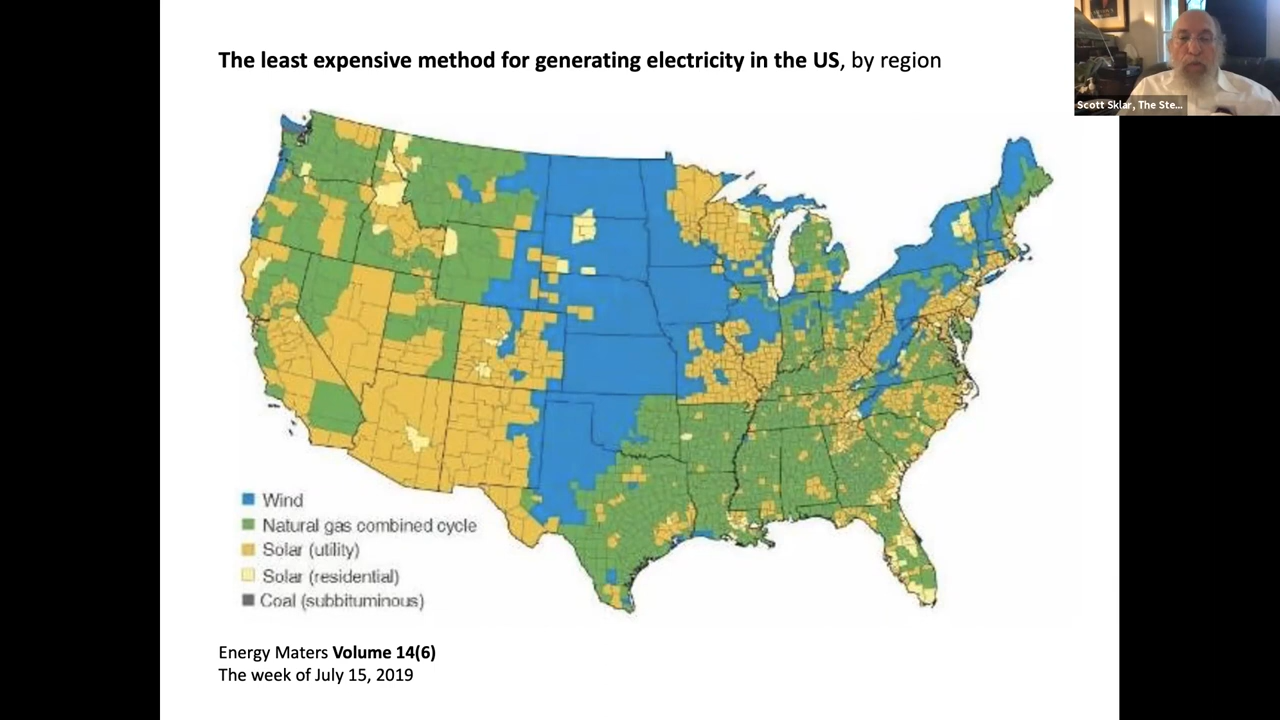 The least expensive method for generating electricity in the US, by region
Scott Sklar, The Ste...
Wind
Natural gas combined cycle
Solar (utility)
Solar (residential)
Coal (subbituminous)
Energy Maters Volume 14(6)
The week of July 15, 2019